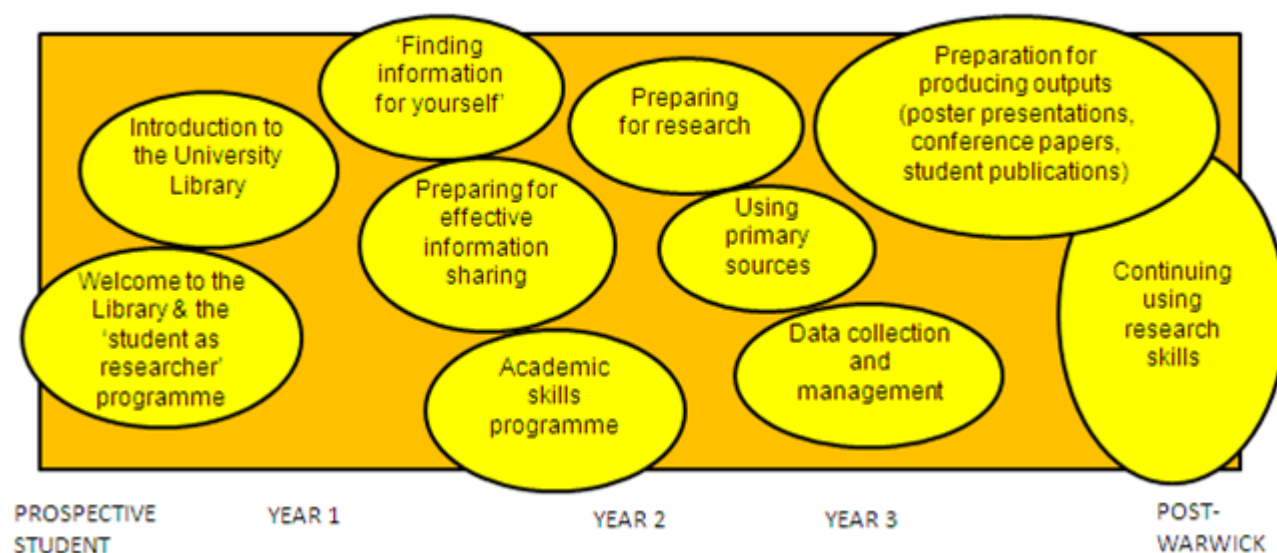 Welcome to the
Library & the
‘student as
researcher’
programme
Introduction to
the University
Library
‘Finding
information
for yourself’
Preparing for
effective
information
sharing
Academic
skills
programme
Preparing
for research
Using
primary
sources
Data collection
and
management
Preparation for
producing outputs
(poster presentations,
conference papers,
student publications)
Continuing
using
research
skills
PROSPECTIVE
STUDENT
YEAR 1
YEAR 2
YEAR 3
POST-
WARWICK